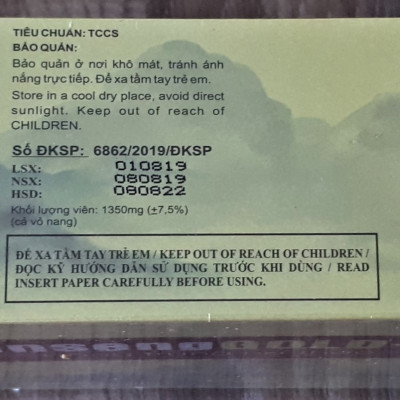 TIÊU CHUẨN: TCCS
BẢO QUẢN:
Bảo quản ở nơi khô mát, tránh ánh
nắng trực tiếp. Để xa tầm tay trẻ em.
Store in a cool dry place, avoid direct
sunlight. Keep out of reach of
CHILDREN.
Số ĐKSP: 6862/2019/ĐKSP
LSX: 010819
NSX: 080819
HSD: 080822
Khối lượng viên: 1350mg (±7,5%)
(cả vỏ nang)
ĐỂ XA TẦM TAY TRẺ EM / KEEP OUT OF REACH OF CHILDREN /
ĐỌC KỸ HƯỚNG DẪN SỬ DỤNG TRƯỚC KHI DÙNG / READ
INSERT PAPER CAREFULLY BEFORE USING.
GOLD